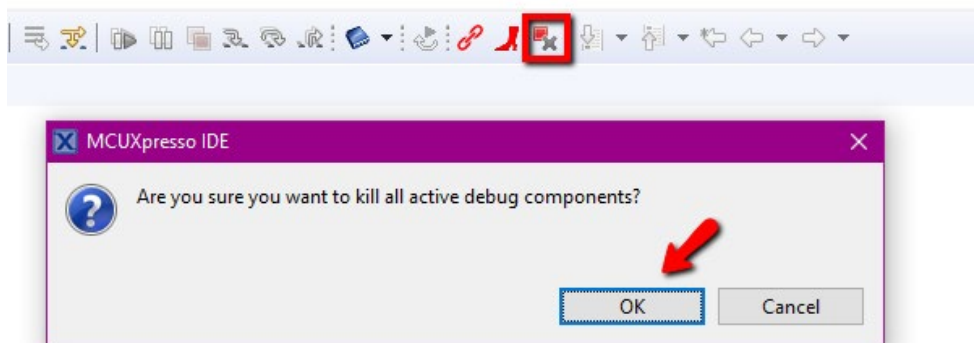 MCUXpresso IDE
Are you sure you want to kill all active debug components?
OK
Cancel